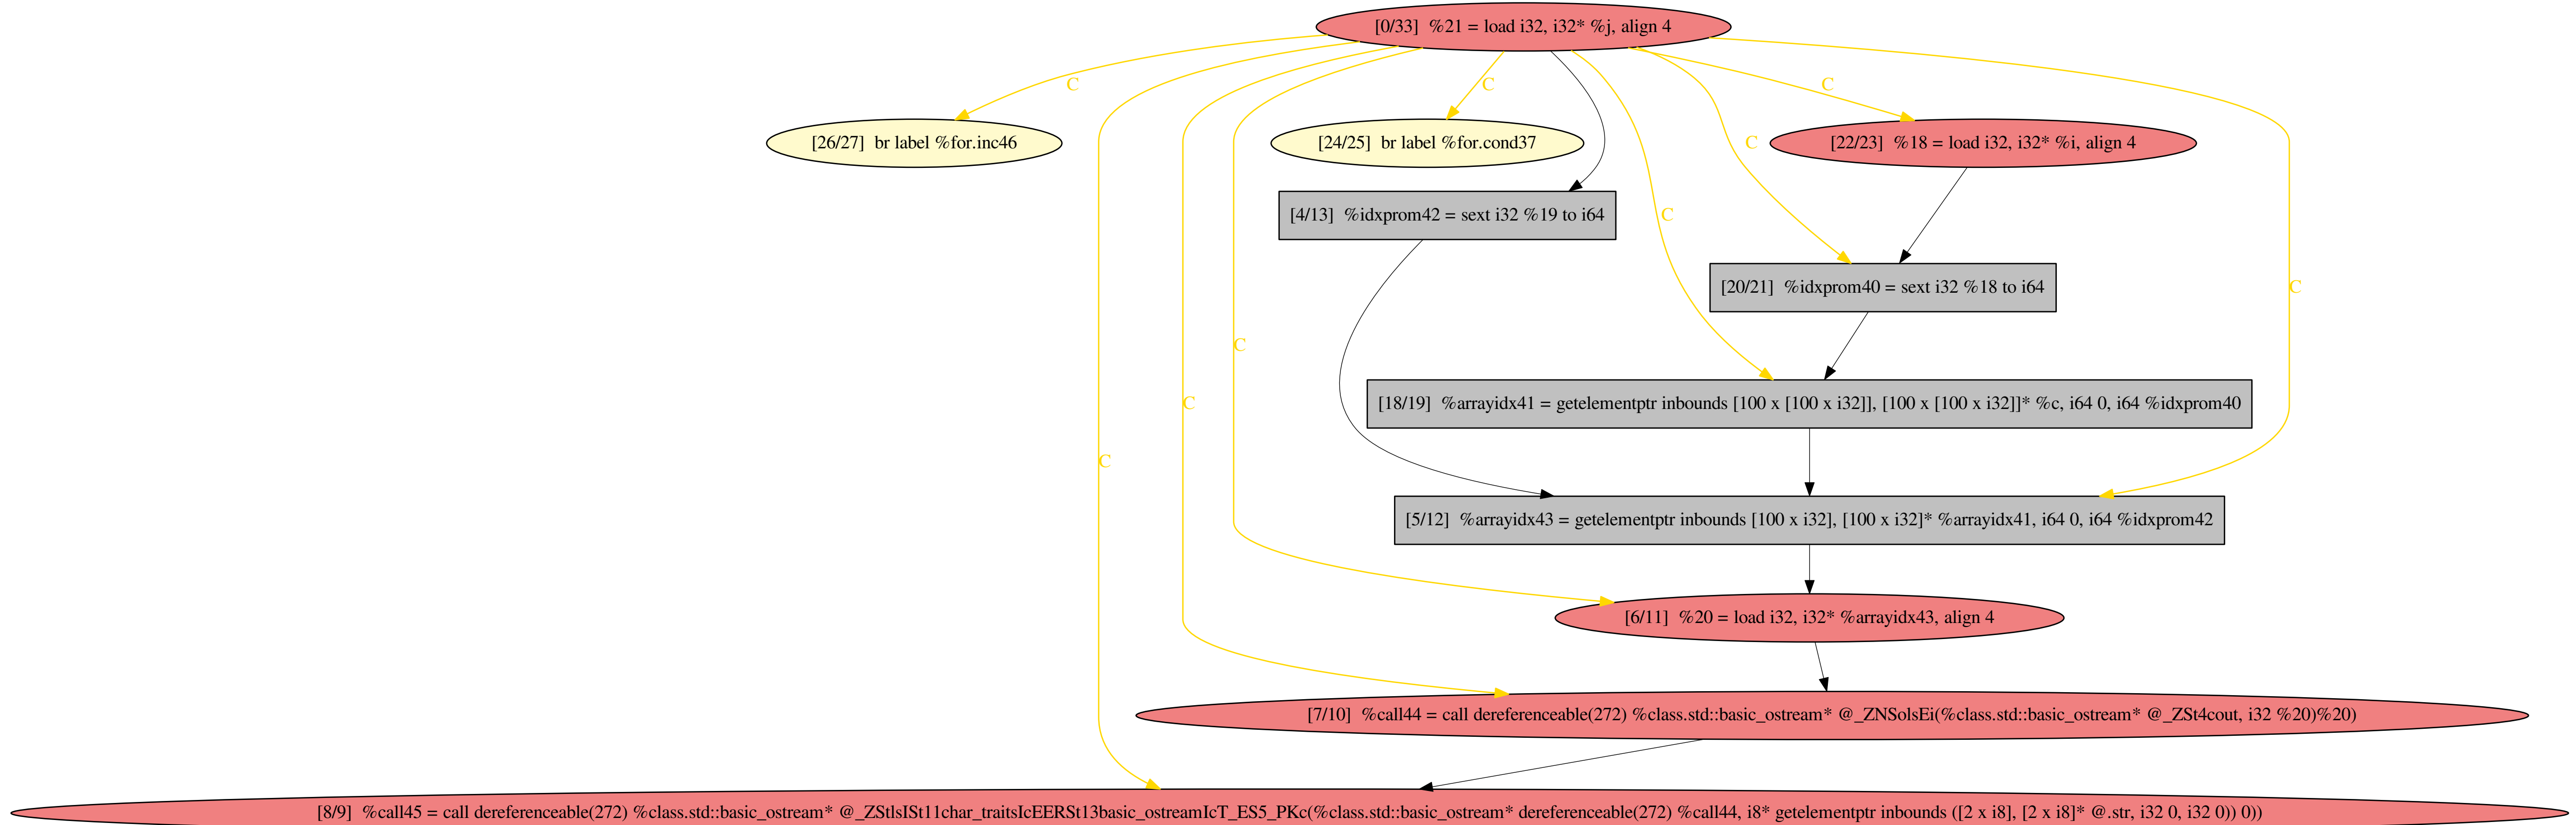 [0/33] %21 = load i32, i32* %j, align 4
C
C
C
[26/27] br label %for.inc46
[24/25] br label %for.cond37
C
[22/23] %18 = load i32, i32* %i, align 4
[4/13] %idxprom42 = sext i32 %19 to i64
C
[20/21] %idxprom40 = sext i32 %18 to i64
C
C
C
[18/19] %arrayidx41 = getelementptr inbounds [100 x [100 x i32]], [100 x [100 x i32]]* %c, i64 0, i64 %idxprom40
C
[5/12] %arrayidx43 = getelementptr inbounds [100 x i32], [100 x i32]* %arrayidx41, i64 0, i64 %idxprom42
[6/11] %20 = load i32, i32* %arrayidx43, align 4
[7/10] %call44 = call dereferenceable(272) %class.std::basic_ostream* @_ZNSolsEi(%class.std::basic_ostream* @_ZSt4cout, i32 %20)%20)
[8/9] %call45 = call dereferenceable(272) %class.std::basic_ostream* @_ZStlsISt11char_traitsIcEERSt13basic_ostreamIcT_ES5_PKc(%class.std::basic_ostream* dereferenceable(272) %call44, i8* getelementptr inbounds ([2 x i8], [2 x i8]* @.str, i32 0, i32 0)) 0))